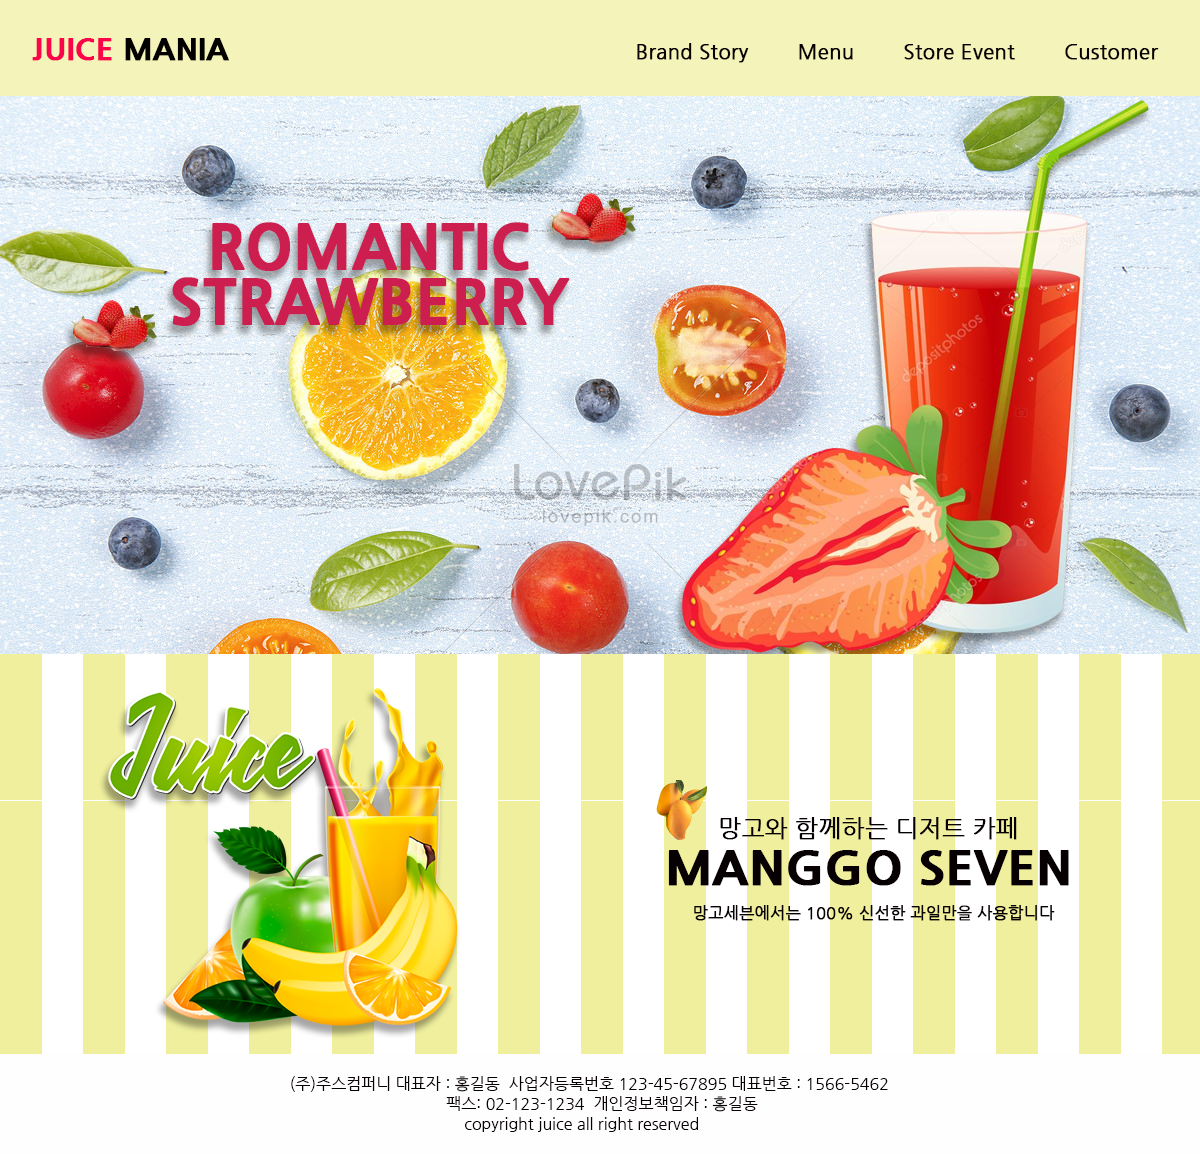 JUICE MANIA
Brand Story Menu Store Event Customer
ROMANTIC
STRAWBERRY
depositphotos
LovePik
lovepik.com
Juice
망고와 함께하는 디저트 카페
MANGGO SEVEN
망고세븐에서는 100% 신선한 과일만을 사용합니다
(주)주스컴퍼니 대표자 : 홍길동 사업자등록번호 123-45-67895 대표번호 : 1566-5462
팩스: 02-123-1234 개인정보책임자 : 홍길동
copyright juice all right reserved